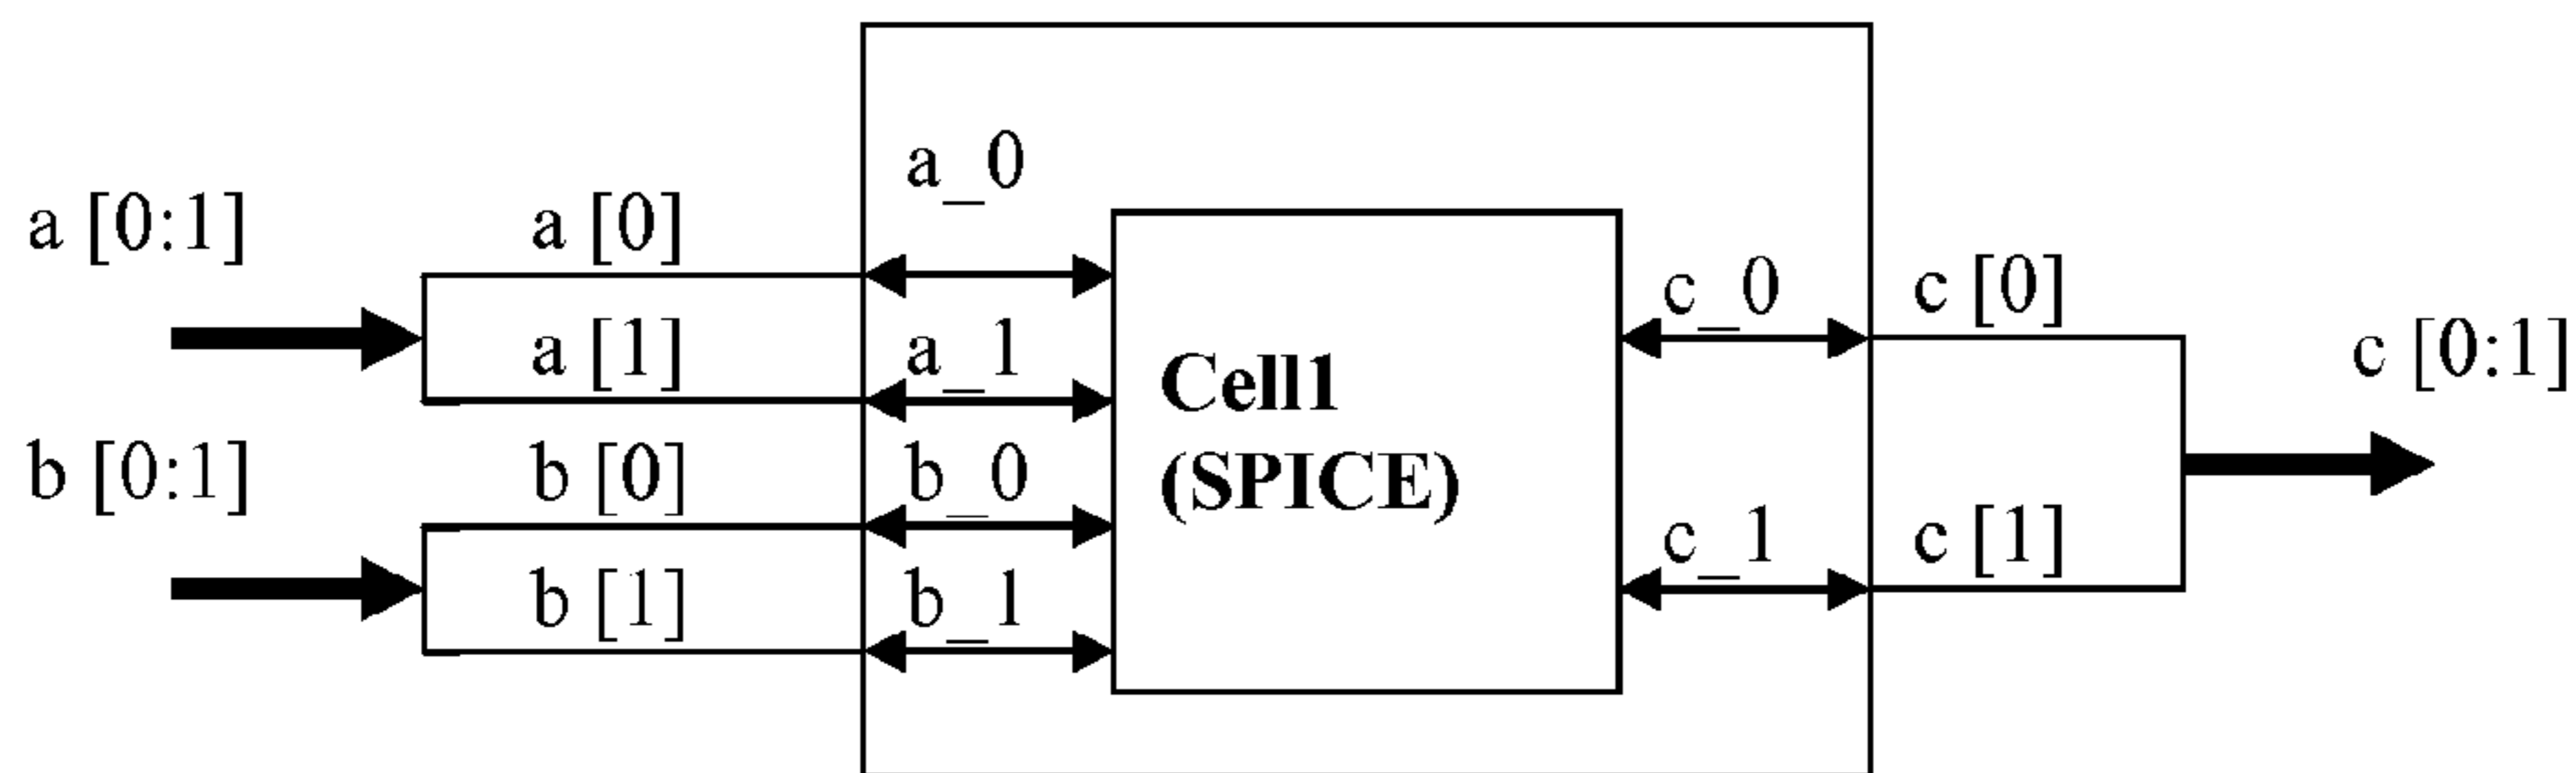 a_0
a [0:1]
a [0]
a [1]
a_1
b [0:1]
b [0]
b_0
b [1]
b_1
Cell1
(SPICE)
c_0
c [0]
c [0:1]
c_1
c [1]